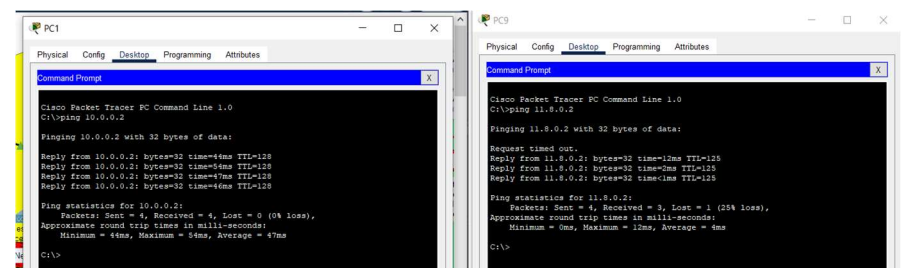 PC1
Physical Config Desktop Programming Attributes
Command Prompt
X
Cisco Packet Tracer PC Command Line 1.0
C:\>ping 10.0.0.2
Pinging 10.0.0.2 with 32 bytes of data:
Reply from 10.0.0.2: bytes=32 time=44ms TTL=128
Reply from 10.0.0.2: bytes=32 time=54ms TTL=128
Reply from 10.0.0.2: bytes=32 time=47ms TTL=128
Reply from 10.0.0.2: bytes=32 time=46ms TTL=128
Ping statistics for 10.0.0.2:
Packets: Sent = 4, Received = 4, Lost = 0 (0% loss),
Approximate round trip times in milli-seconds:
Minimum = 44ms, Maximum = 54ms, Average = 47ms
C:\>
PC9
Physical Config Desktop Programming Attributes
Command Prompt
X
Cisco Packet Tracer PC Command Line 1.0
C:\>ping 11.8.0.2
Pinging 11.8.0.2 with 32 bytes of data:
Request timed out.
Reply from 11.8.0.2: bytes=32 time=12ms TTL=125
Reply from 11.8.0.2: bytes=32 time=2ms TTL=125
Reply from 11.8.0.2: bytes=32 time<1ms TTL=125
Ping statistics for 11.8.0.2:
Packets: Sent = 4, Received = 3, Lost = 1 (25% loss),
Approximate round trip times in milli-seconds:
Minimum = 0ms, Maximum = 12ms, Average = 4ms
C:\>